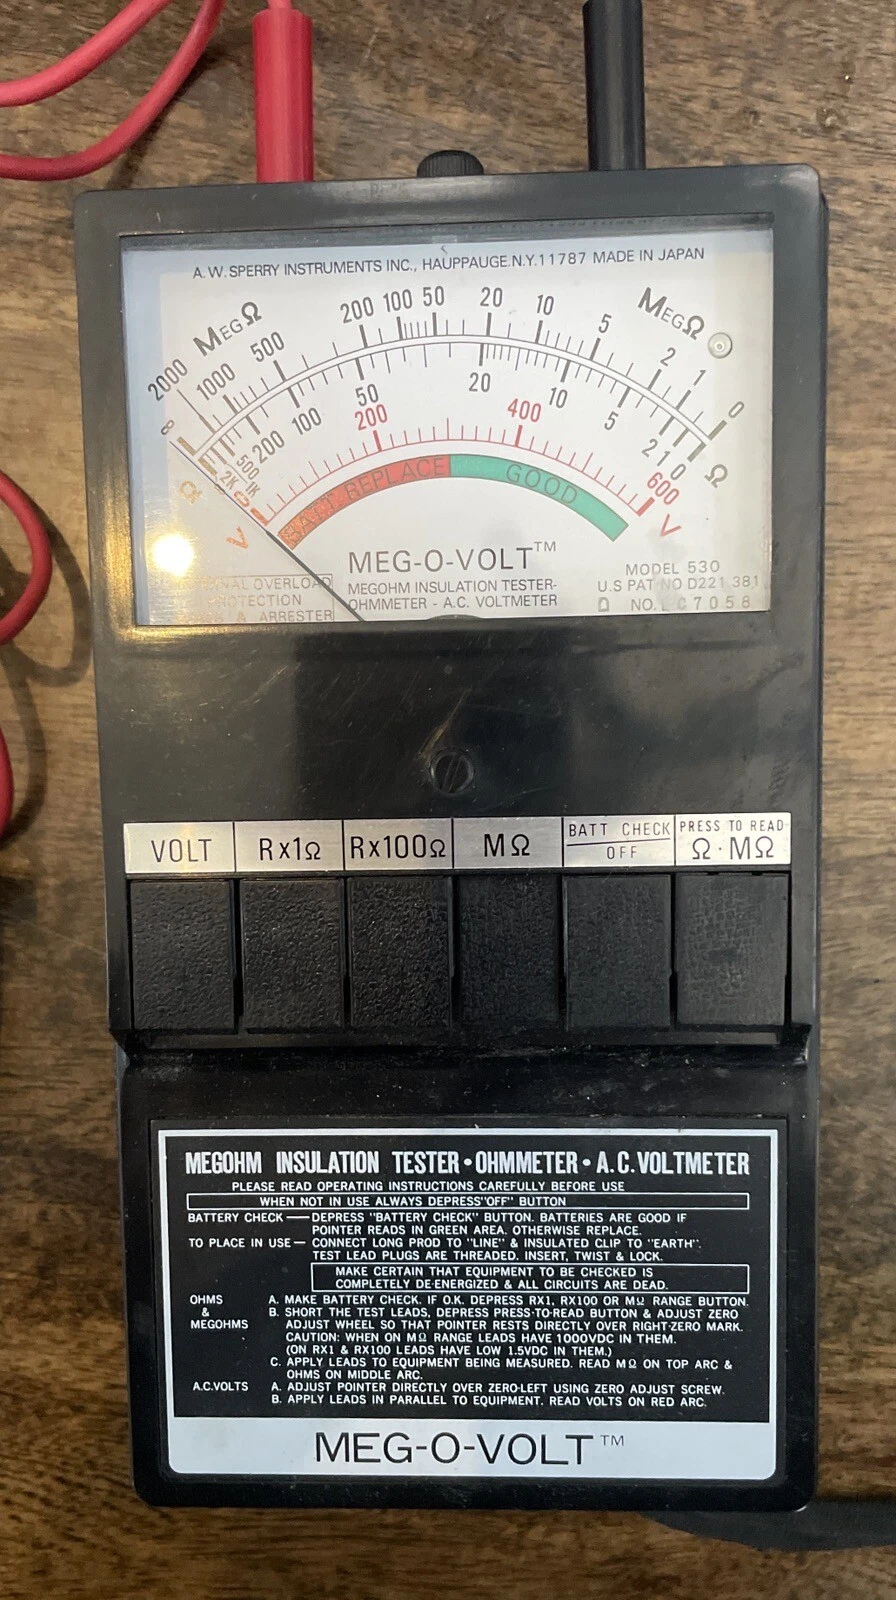 A.W. SPERRY INSTRUMENTS INC., HAUPPAUGE.N.Y.11787 MADE IN JAPAN
MEGΩ MEGΩ
∞ 2000 1000 500 200 100 50 20 10 5 2 1 0
Ω 2K 1K 500 200 100 50 20 10 5 2 1 0 Ω
V 0 200 400 600 V
BATT. REPLACE GOOD
MEG-O-VOLT™
MEGOHM INSULATION TESTER-
OHMMETER - A.C. VOLTMETER
OVERLOAD
& ARRESTER
MODEL 530
U.S PAT NO D221 381
NO.
VOLT Rx1Ω Rx100Ω MΩ BATT CHECK OFF PRESS TO READ Ω·MΩ
MEGOHM INSULATION TESTER • OHMMETER • A.C. VOLTMETER
PLEASE READ OPERATING INSTRUCTIONS CAREFULLY BEFORE USE
WHEN NOT IN USE ALWAYS DEPRESS "OFF" BUTTON
BATTERY CHECK — DEPRESS "BATTERY CHECK" BUTTON. BATTERIES ARE GOOD IF
POINTER READS IN GREEN AREA. OTHERWISE REPLACE.
TO PLACE IN USE — CONNECT LONG PROD TO "LINE" & INSULATED CLIP TO "EARTH".
TEST LEAD PLUGS ARE THREADED. INSERT, TWIST & LOCK.
MAKE CERTAIN THAT EQUIPMENT TO BE CHECKED IS
COMPLETELY DE-ENERGIZED & ALL CIRCUITS ARE DEAD.
OHMS A. MAKE BATTERY CHECK. IF O.K. DEPRESS RX1, RX100 OR MΩ RANGE BUTTON.
& B. SHORT THE TEST LEADS, DEPRESS PRESS-TO-READ BUTTON & ADJUST ZERO
MEGOHMS ADJUST WHEEL SO THAT POINTER RESTS DIRECTLY OVER RIGHT-ZERO MARK.
CAUTION: WHEN ON MΩ RANGE LEADS HAVE 1000VDC IN THEM.
(ON RX1 & RX100 LEADS HAVE LOW 1.5VDC IN THEM.)
C. APPLY LEADS TO EQUIPMENT BEING MEASURED. READ MΩ ON TOP ARC &
OHMS ON MIDDLE ARC.
A.C.VOLTS A. ADJUST POINTER DIRECTLY OVER ZERO-LEFT USING ZERO ADJUST SCREW.
B. APPLY LEADS IN PARALLEL TO EQUIPMENT. READ VOLTS ON RED ARC.
MEG-O-VOLT™